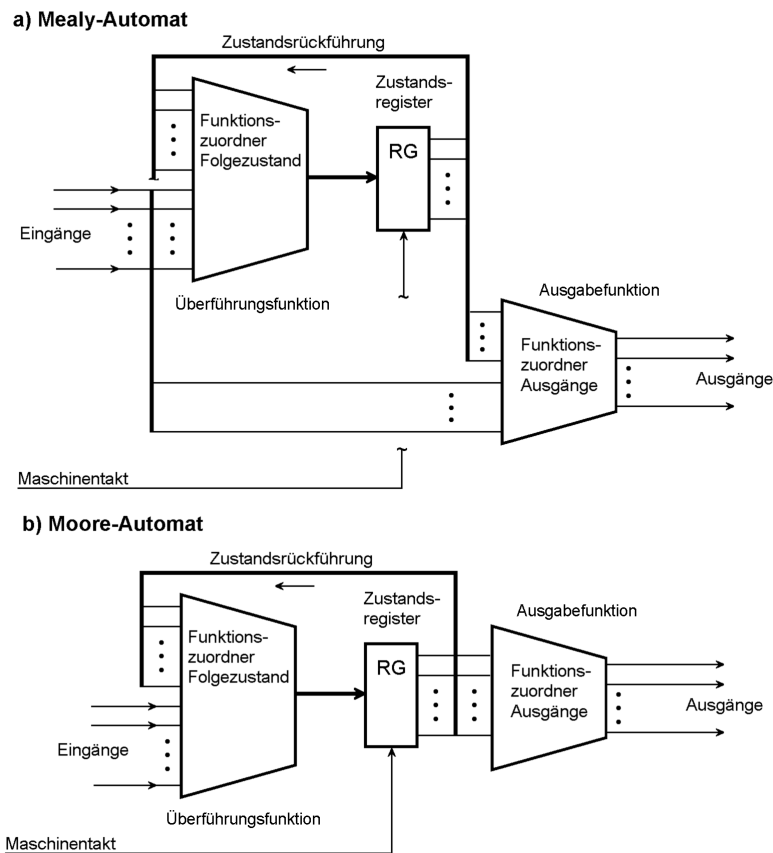 a) Mealy-Automat
Zustandsrückführung
Zustands-
register
Funktions-
zuordner
Folgezustand
RG
Eingänge
Überführungsfunktion
Ausgabefunktion
Funktions-
zuordner
Ausgänge
Ausgänge
Maschinentakt
b) Moore-Automat
Zustandsrückführung
Zustands-
register
Ausgabefunktion
Funktions-
zuordner
Folgezustand
RG
Funktions-
zuordner
Ausgänge
Ausgänge
Eingänge
Überführungsfunktion
Maschinentakt